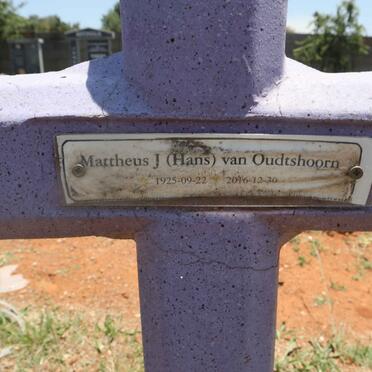 Mattheus J (Hans) van Oudtshoorn
1925-09-22 2016-12-30